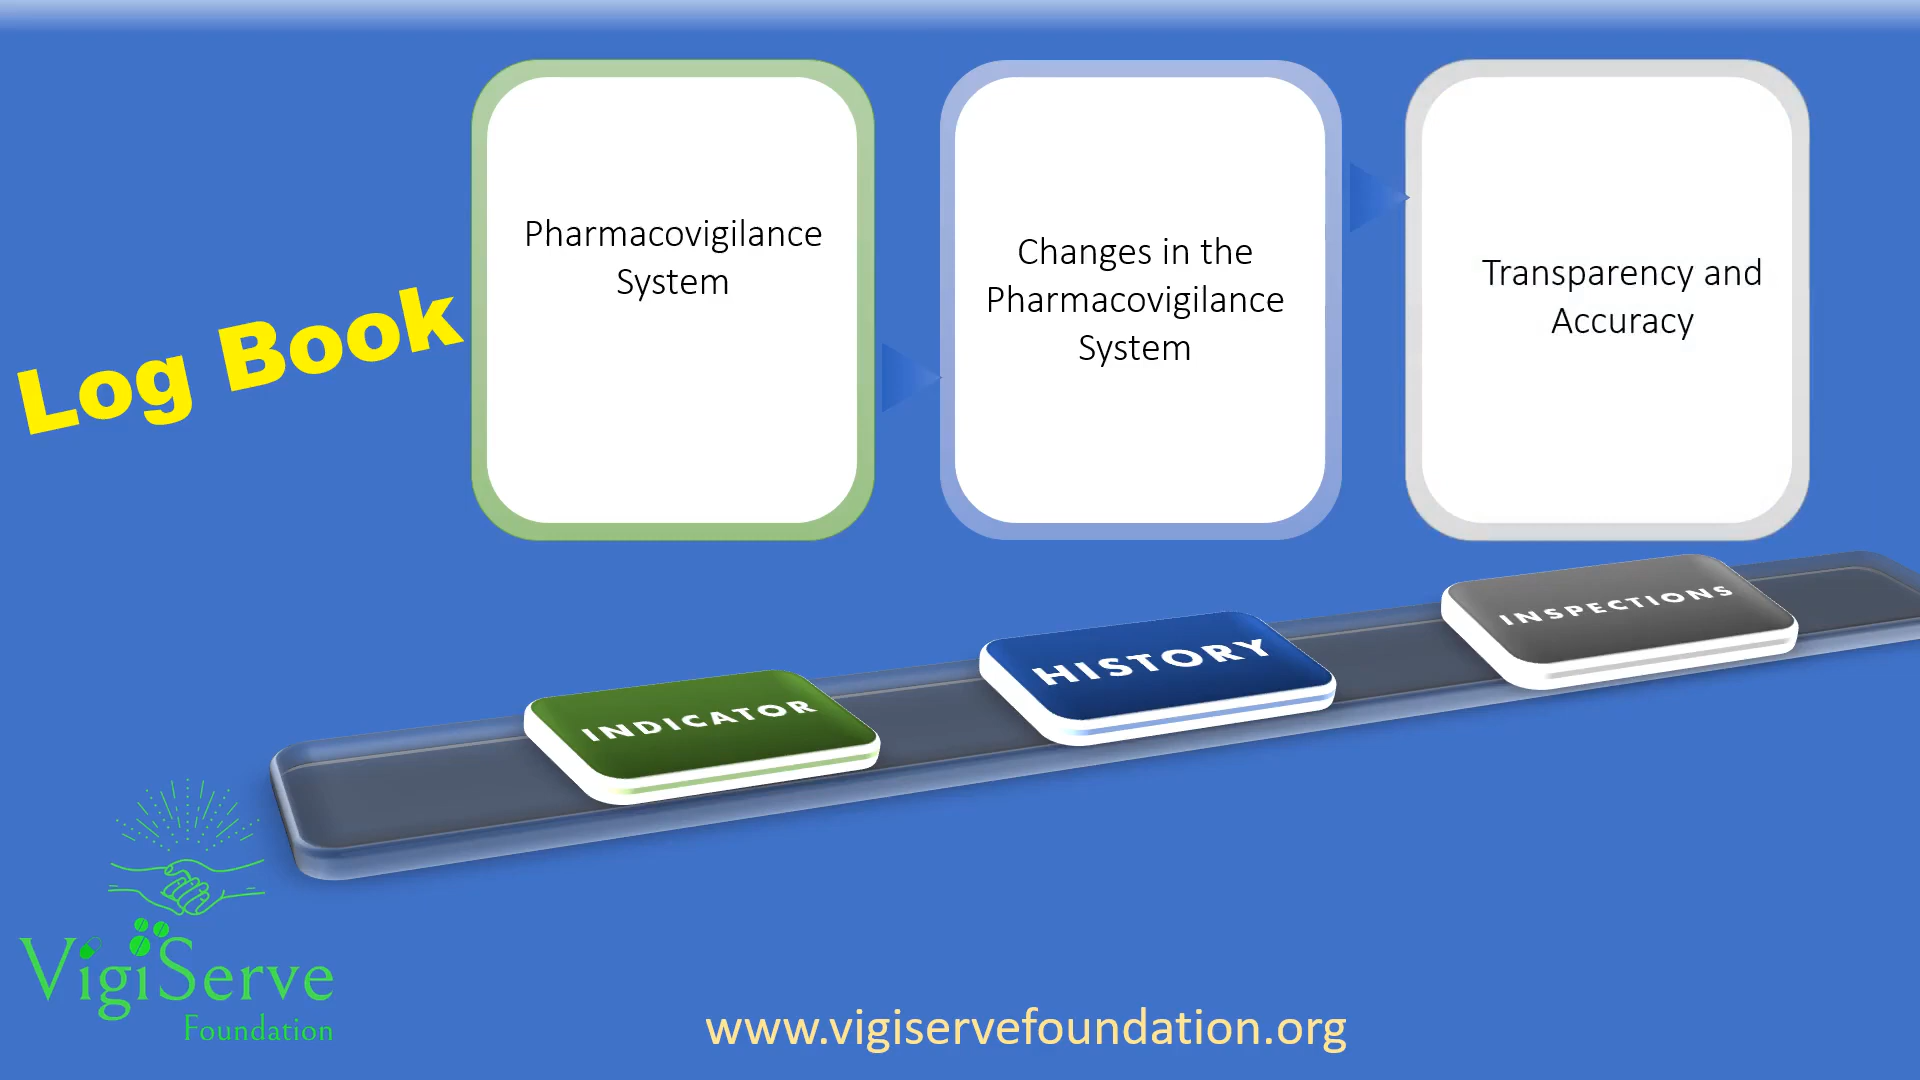 Log Book
Pharmacovigilance
System
Changes in the
Pharmacovigilance
System
Transparency and
Accuracy
INDICATOR
HISTORY
INSPECTIONS
VigiServe
Foundation
www.vigiservefoundation.org